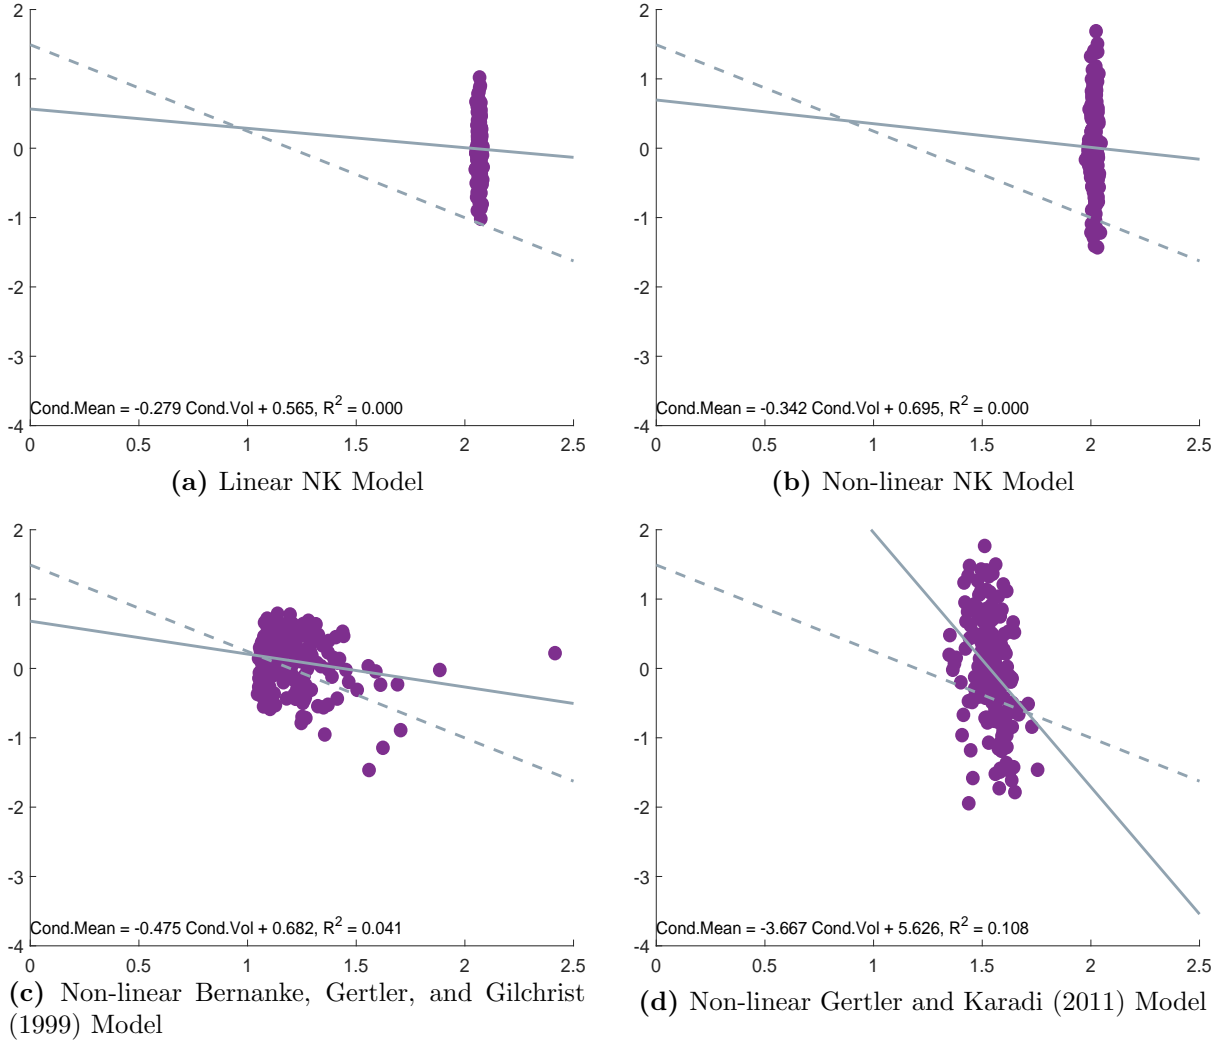 2
1
0
-1
-2
-3
-4
0 0.5 1 1.5 2 2.5
Cond.Mean = -0.279 Cond.Vol + 0.565, R² = 0.000
(a) Linear NK Model
2
1
0
-1
-2
-3
-4
0 0.5 1 1.5 2 2.5
Cond.Mean = -0.342 Cond.Vol + 0.695, R² = 0.000
(b) Non-linear NK Model
2
1
0
-1
-2
-3
-4
0 0.5 1 1.5 2 2.5
Cond.Mean = -0.475 Cond.Vol + 0.682, R² = 0.041
(c) Non-linear Bernanke, Gertler, and Gilchrist
(1999) Model
2
1
0
-1
-2
-3
-4
0 0.5 1 1.5 2 2.5
Cond.Mean = -3.667 Cond.Vol + 5.626, R² = 0.108
(d) Non-linear Gertler and Karadi (2011) Model